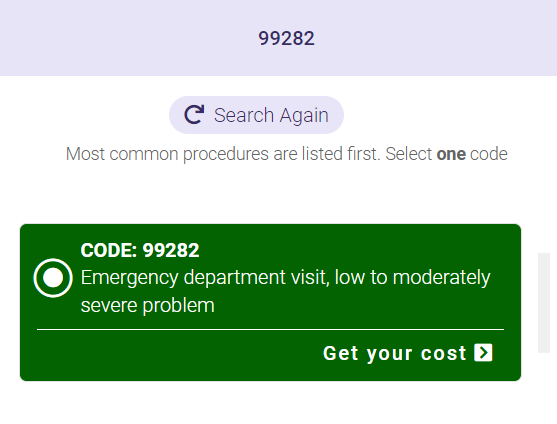 99282
Search Again
Most common procedures are listed first. Select one code
CODE: 99282
Emergency department visit, low to moderately
severe problem
Get your cost